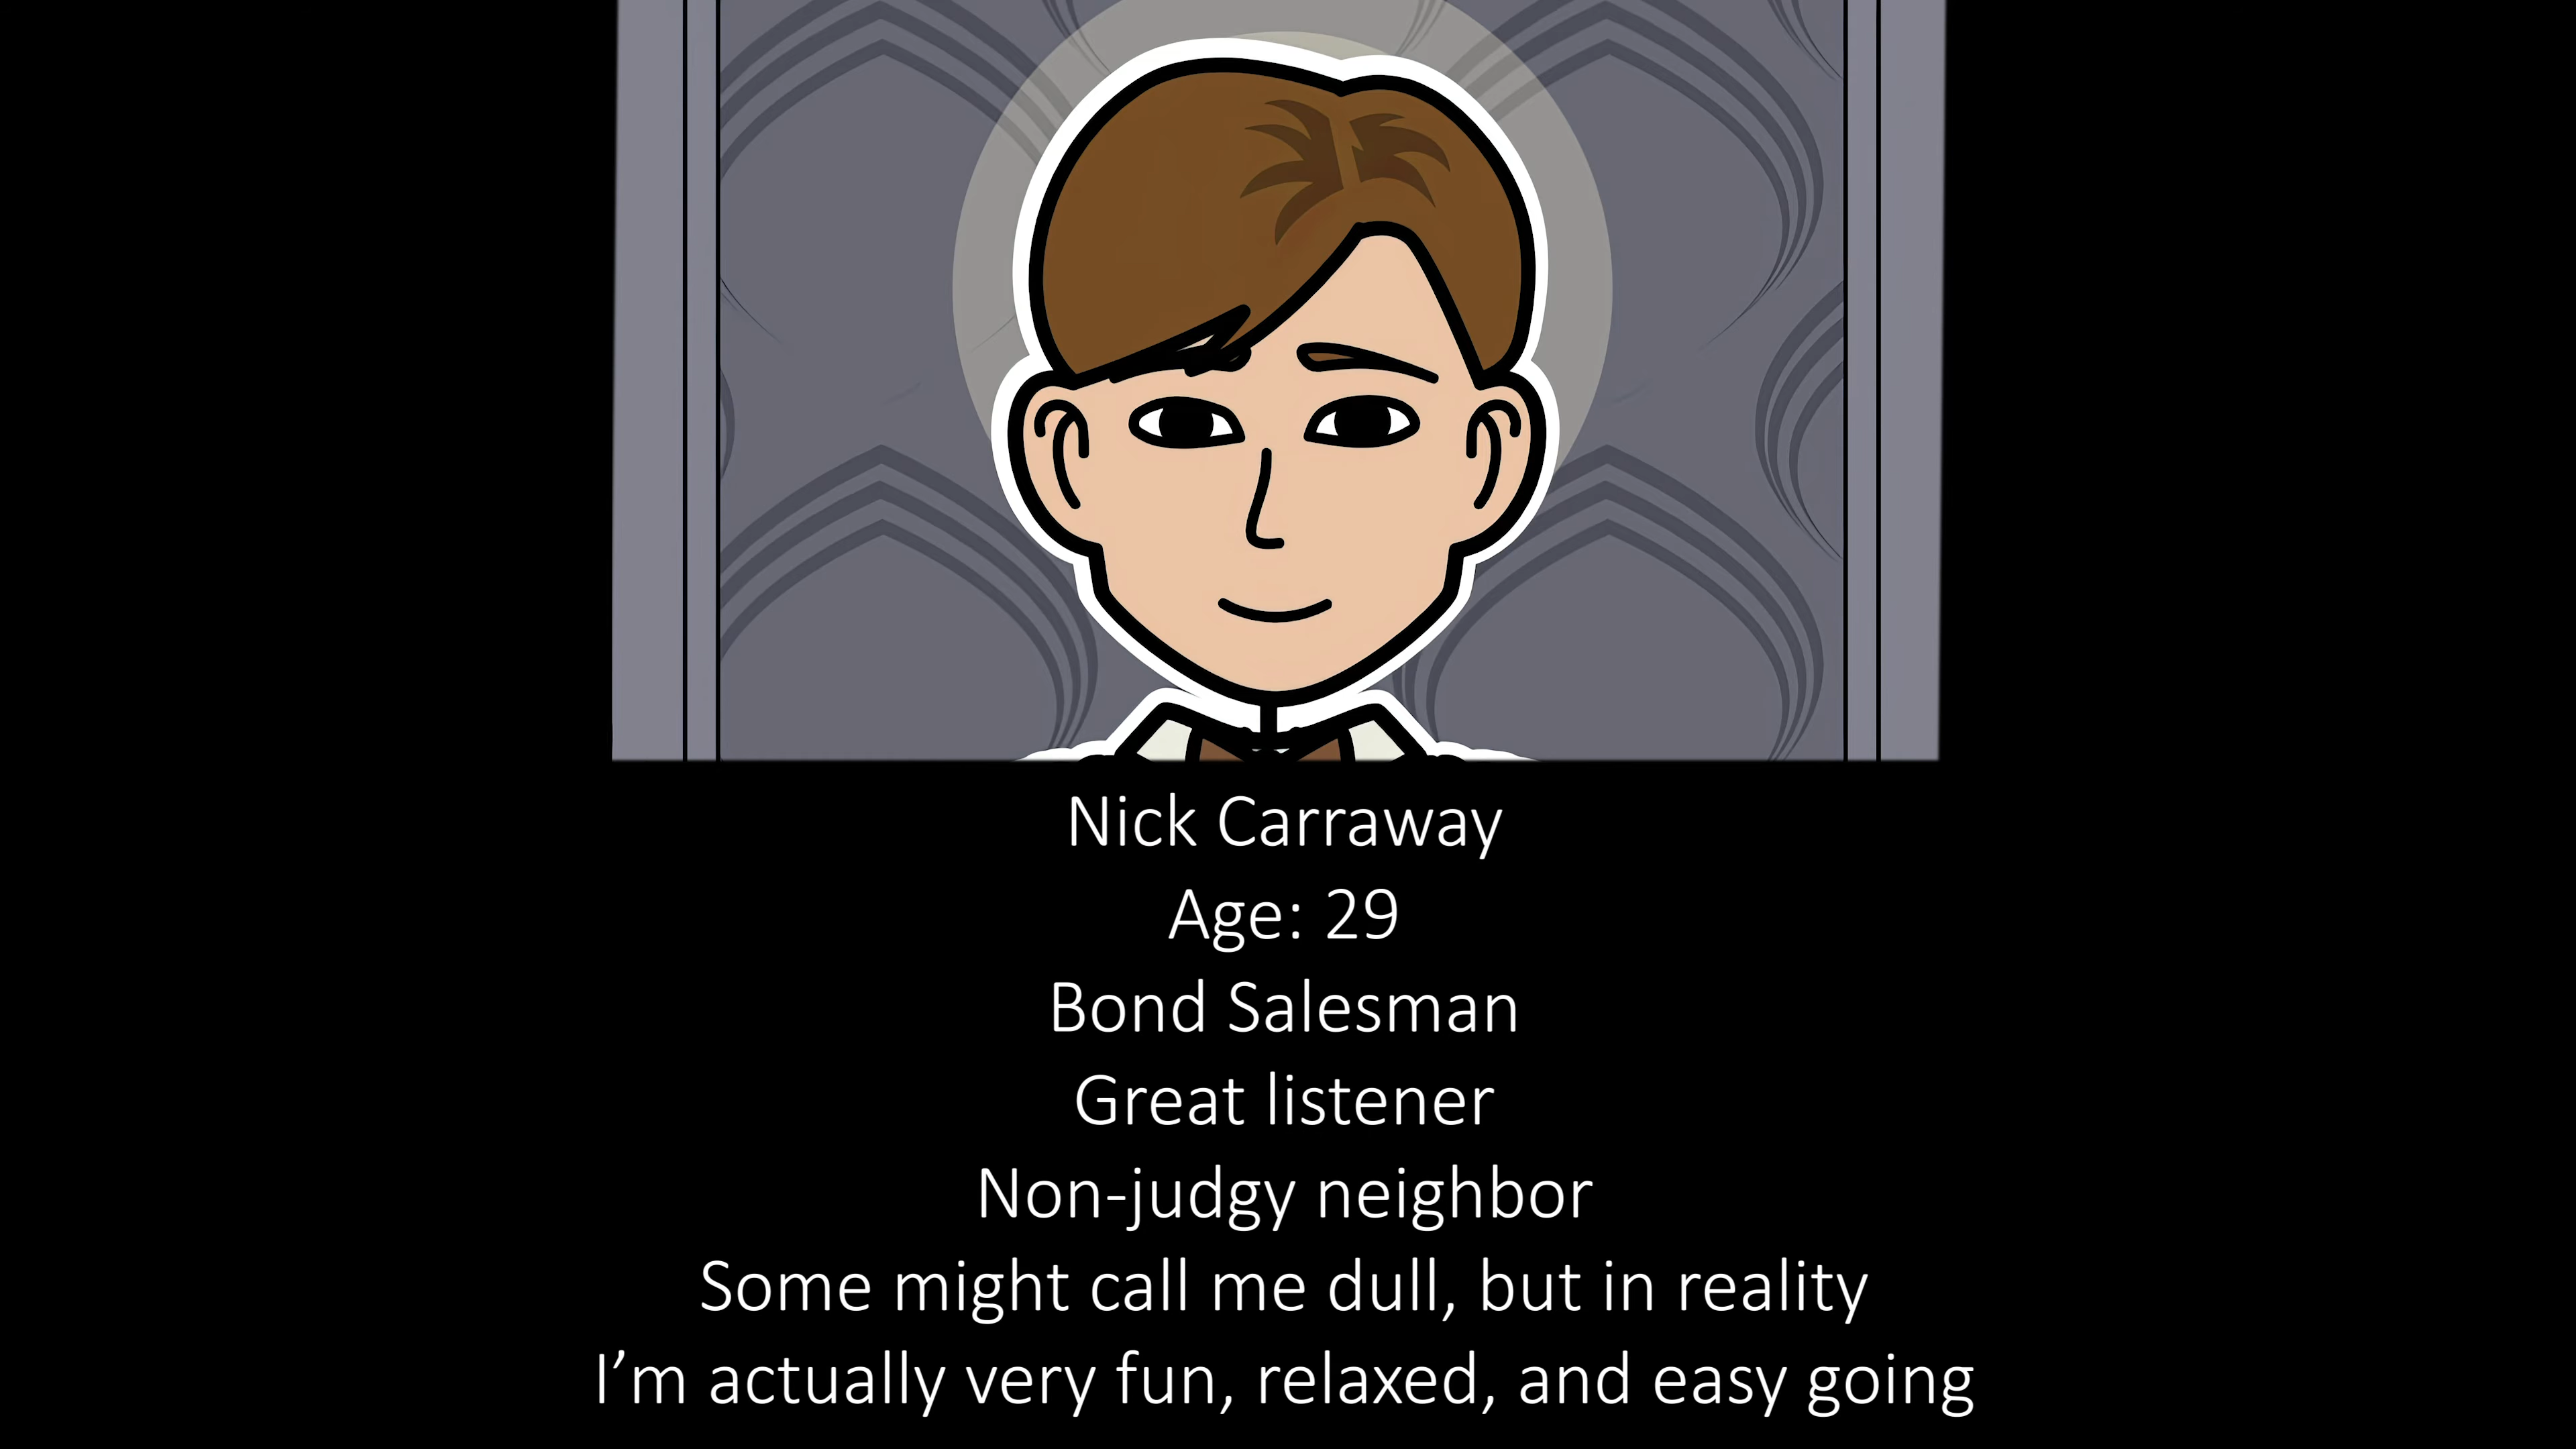 Nick Carraway
Age: 29
Bond Salesman
Great listener
Non-judgy neighbor
Some might call me dull, but in reality
I’m actually very fun, relaxed, and easy going